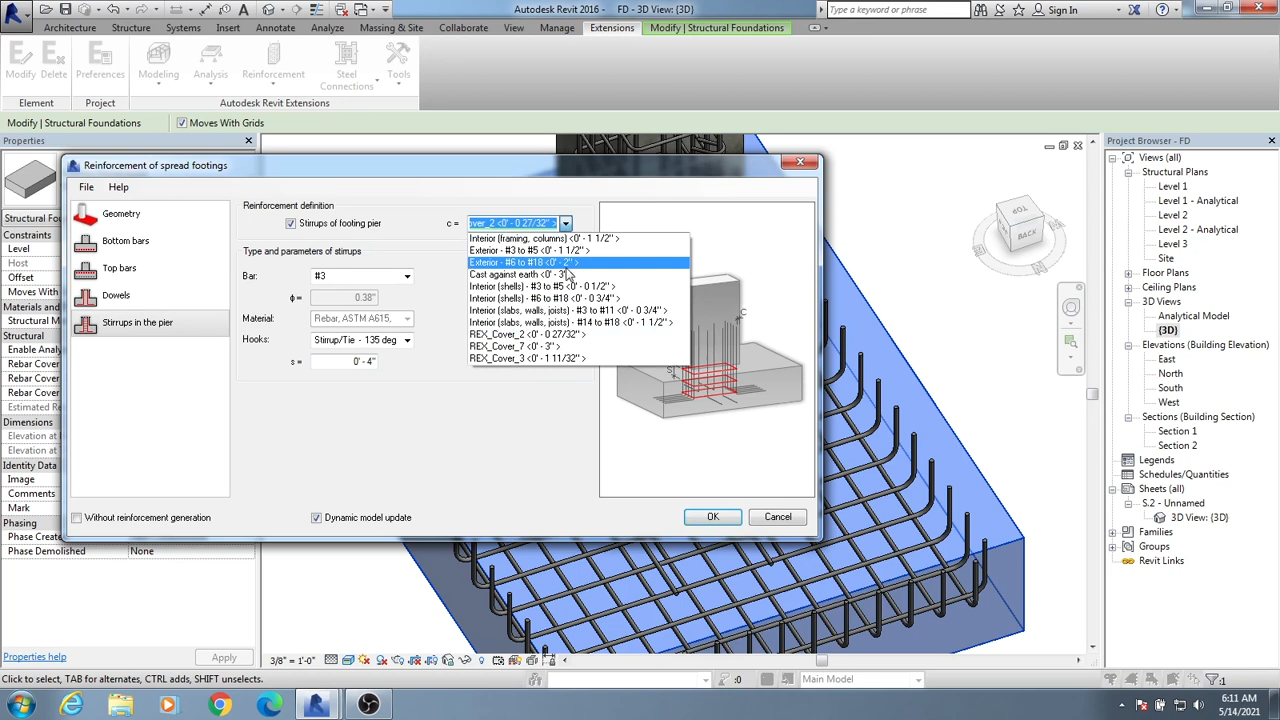 Autodesk Revit 2016 - FD - 3D View: {3D}
Type a keyword or phrase
Sign In
Architecture Structure Systems Insert Annotate Analyze Massing & Site Collaborate View Manage Extensions Modify | Structural Foundations
Modify Delete Preferences Modeling Analysis Reinforcement Steel Connections Tools
Element Project Autodesk Revit Extensions
Modify | Structural Foundations Moves With Grids
Properties
Structural Fou
Level
Host
Offset
Moves With G
Materials a
Structural M
Structural
Enable Analy
Rebar Cover
Rebar Cover
Estimated Re
Dimensions
Elevation at
Elevation at
Identity Data
Image
Comments
Mark
Phasing
Phase Create
Phase Demolished None
Properties help Apply
Reinforcement of spread footings
File Help
Geometry
Bottom bars
Top bars
Dowels
Stirrups in the pier
Reinforcement definition
Stirrups of footing pier c = over_2 <0' - 0 27/32" >
Type and parameters of stirrups
Bar: #3
ϕ = 0.38"
Material: Rebar, ASTM A615,
Hooks: Stirrup/Tie - 135 deg
s = 0' - 4"
Interior (framing, columns) <0' - 1 1/2" >
Exterior - #3 to #5 <0' - 1 1/2" >
Exterior - #6 to #18 <0' - 2" >
Cast against earth <0' - 3"
Interior (shells) - #3 to #5 <0' - 0 1/2" >
Interior (shells) - #6 to #18 <0' - 0 3/4" >
Interior (slabs, walls, joists) - #3 to #11 <0' - 0 3/4" >
Interior (slabs, walls, joists) - #14 to #18 <0' - 1 1/2" >
REX_Cover_2 <0' - 0 27/32" >
REX_Cover_7 <0' - 3" >
REX_Cover_3 <0' - 1 11/32" >
C
S
Without reinforcement generation Dynamic model update
OK Cancel
TOP
BACK
Project Browser - FD
Views (all)
Structural Plans
Level 1
Level 1 - Analytical
Level 2
Level 2 - Analytical
Site
Floor Plans
Ceiling Plans
3D Views
Analytical Model
{3D}
Elevations (Building Elevation)
East
North
South
West
Sections (Building Section)
Section 1
Section 2
Legends
Schedules/Quantities
Sheets (all)
S.2 - Unnamed
3D View: {3D}
Families
Groups
Revit Links
3/8" = 1'-0"
Click to select, TAB for alternates, CTRL adds, SHIFT unselects.
:0 Main Model :1
6:11 AM
5/14/2021